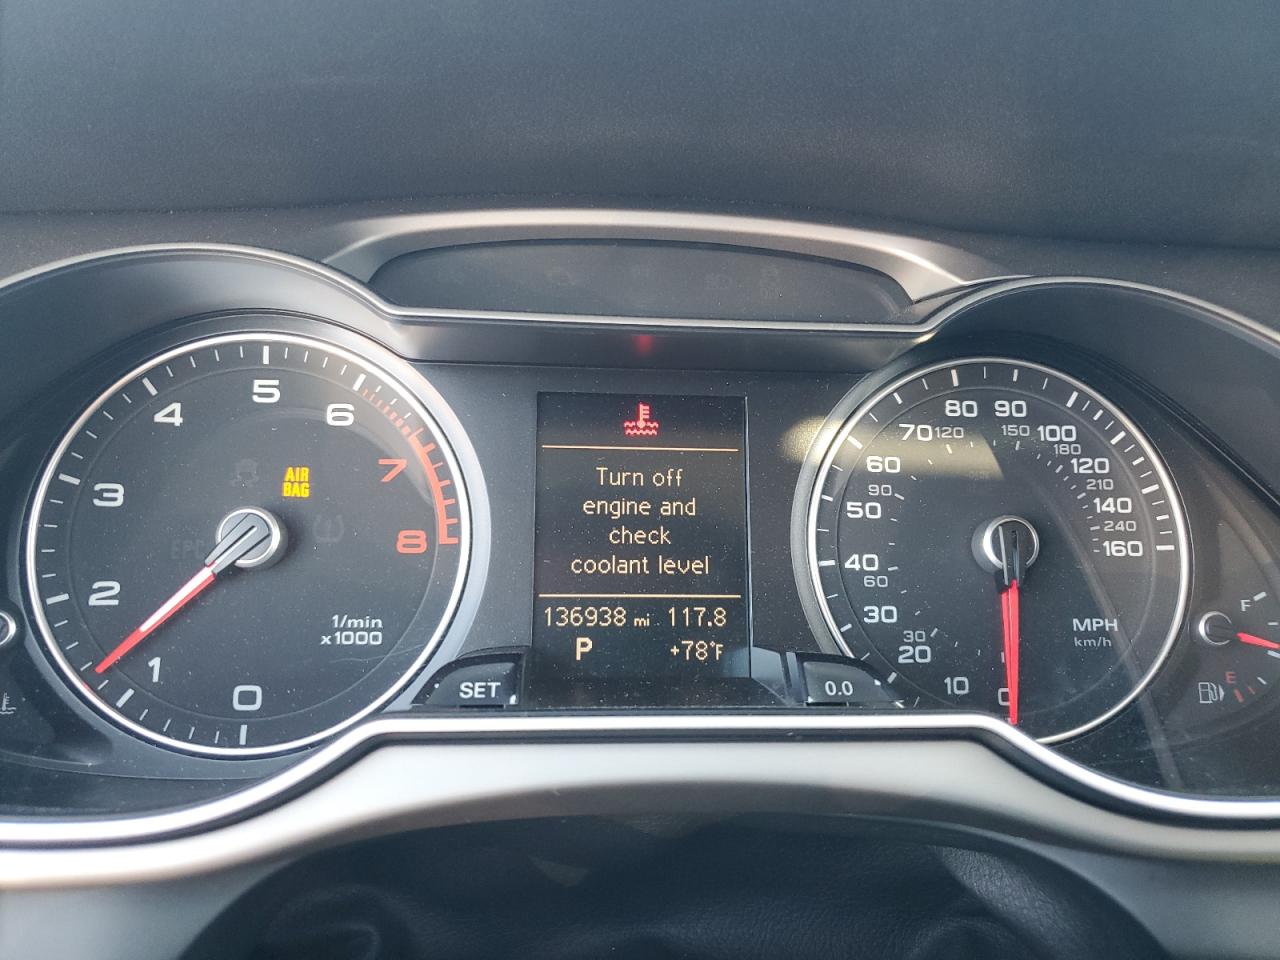 5
4
6
3
7
AIR
BAG
EPC
8
2
1/min
x1000
1
0
SET
Turn off
engine and
check
coolant level
136938 mi 117.8
P +78°F
0.0
80 90
70 120 150 100
180
60 120
90 210
50 140
240
40 160
60
30 MPH
30 km/h
20
10 0
F
E